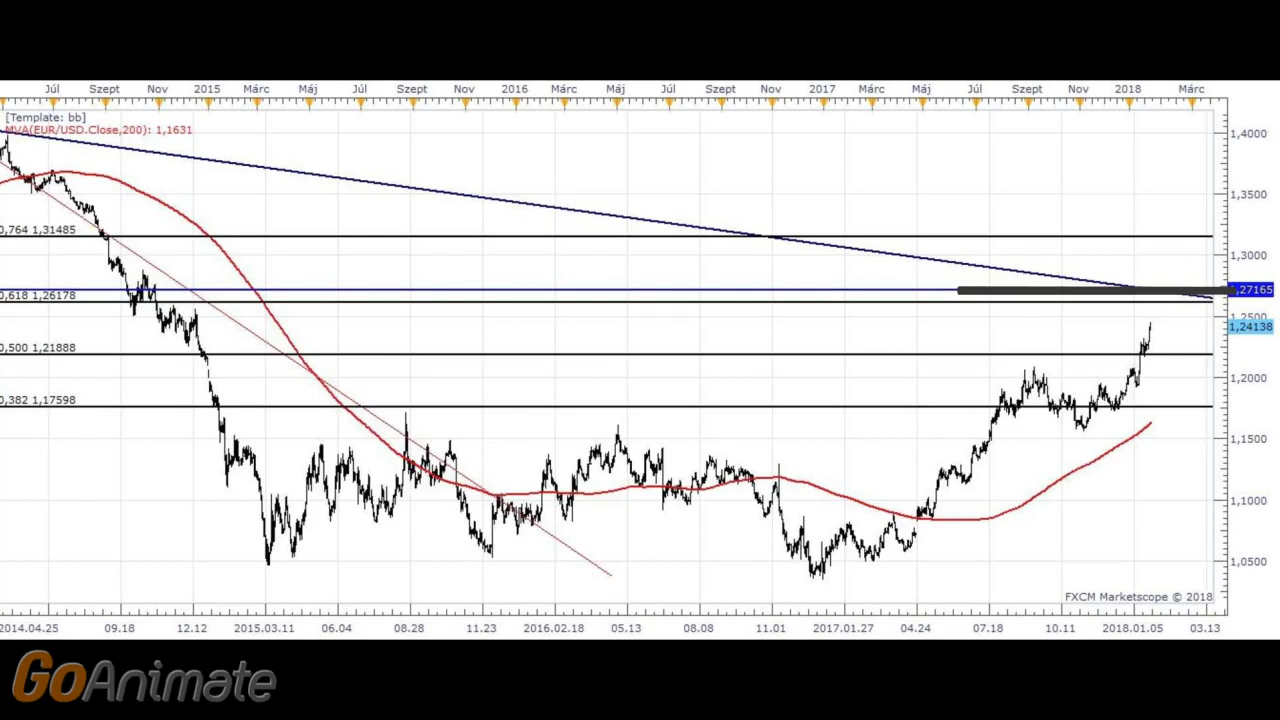 Júl Szept Nov 2015 Márc Máj Júl Szept Nov 2016 Márc Máj Júl Szept Nov 2017 Márc Máj Júl Szept Nov 2018 Márc
[Template: bb]
MVA(EUR/USD.Close,200): 1,1631
1,4000
1,3500
0,764 1,31485
1,3000
1,27165
0,618 1,26178
1,2500
1,24138
0,500 1,21888
1,2000
0,382 1,17598
1,1500
1,1000
1,0500
FXCM Marketscope © 2018
2014.04.25 09.18 12.12 2015.03.11 06.04 08.28 11.23 2016.02.18 05.13 08.08 11.01 2017.01.27 04.24 07.18 10.11 2018.01.05 03.13
GoAnimate